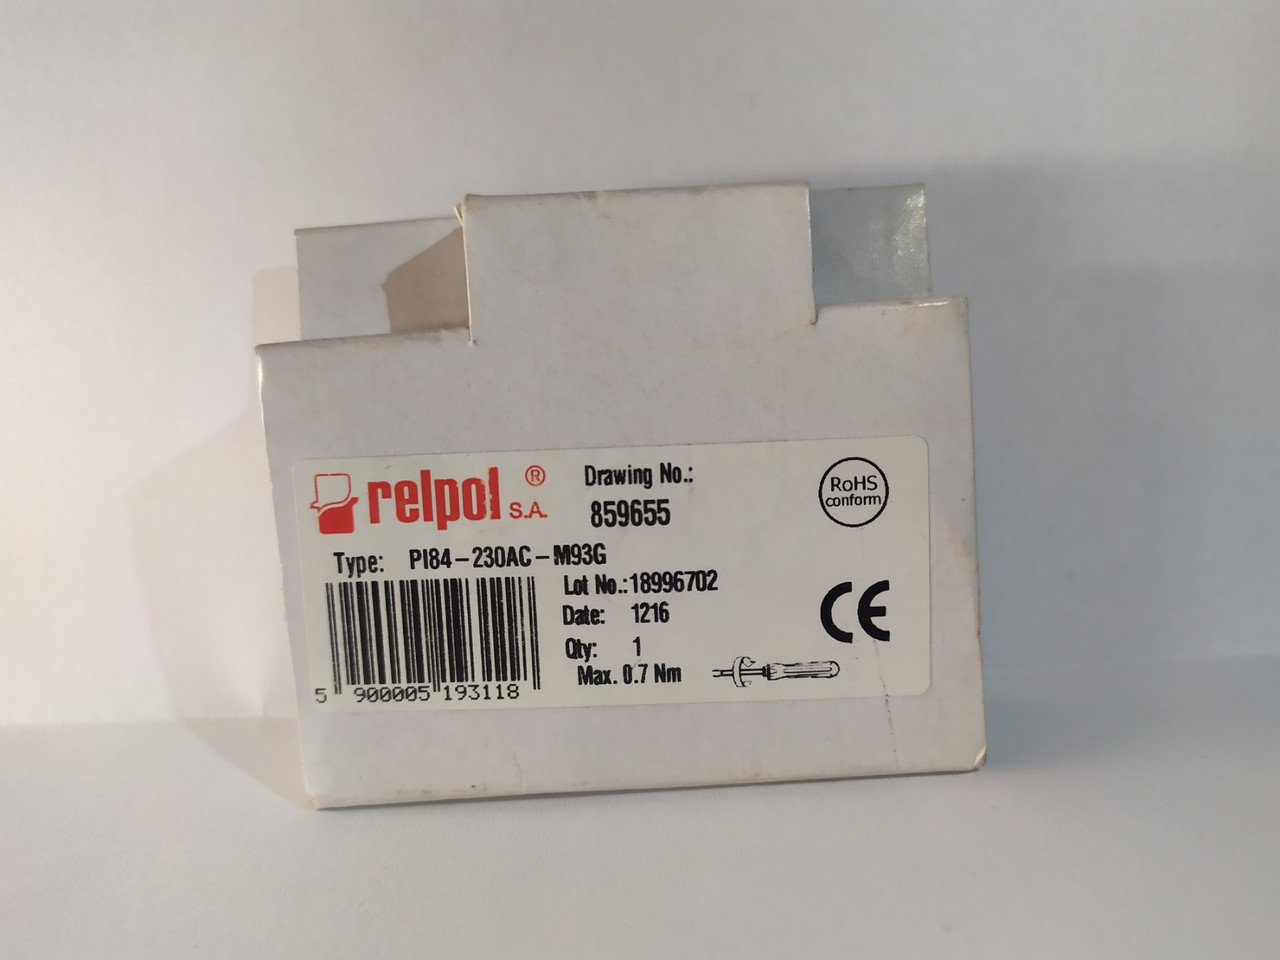 relpol ® S.A.
Drawing No.:
859655
RoHS
conform
Type: PI84-230AC-M93G
Lot No.:18996702
Date: 1216
Qty: 1
Max. 0.7 Nm
CE
5 900005 193118